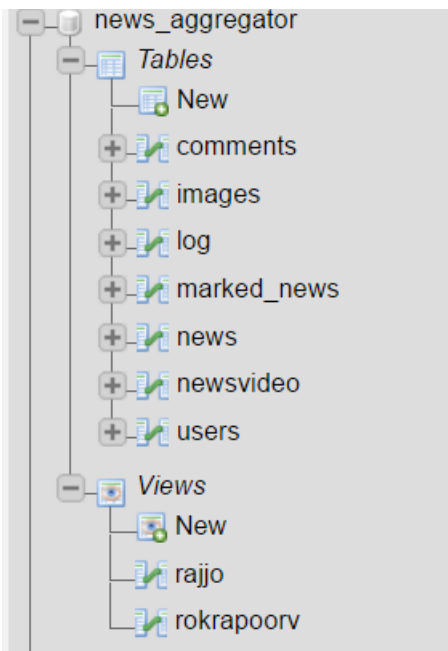 news_aggregator
Tables
New
comments
images
log
marked_news
news
newsvideo
users
Views
New
rajjo
rokrapoorv